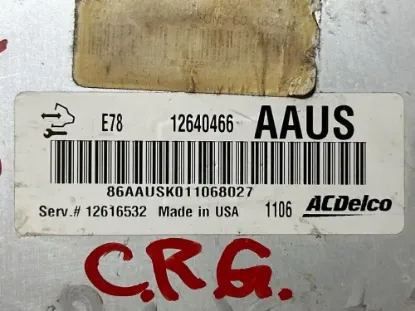 E78 12640466 AAUS
86AAUSK011068027
Serv.# 12616532 Made in USA 1106 ACDelco
C.R.G.